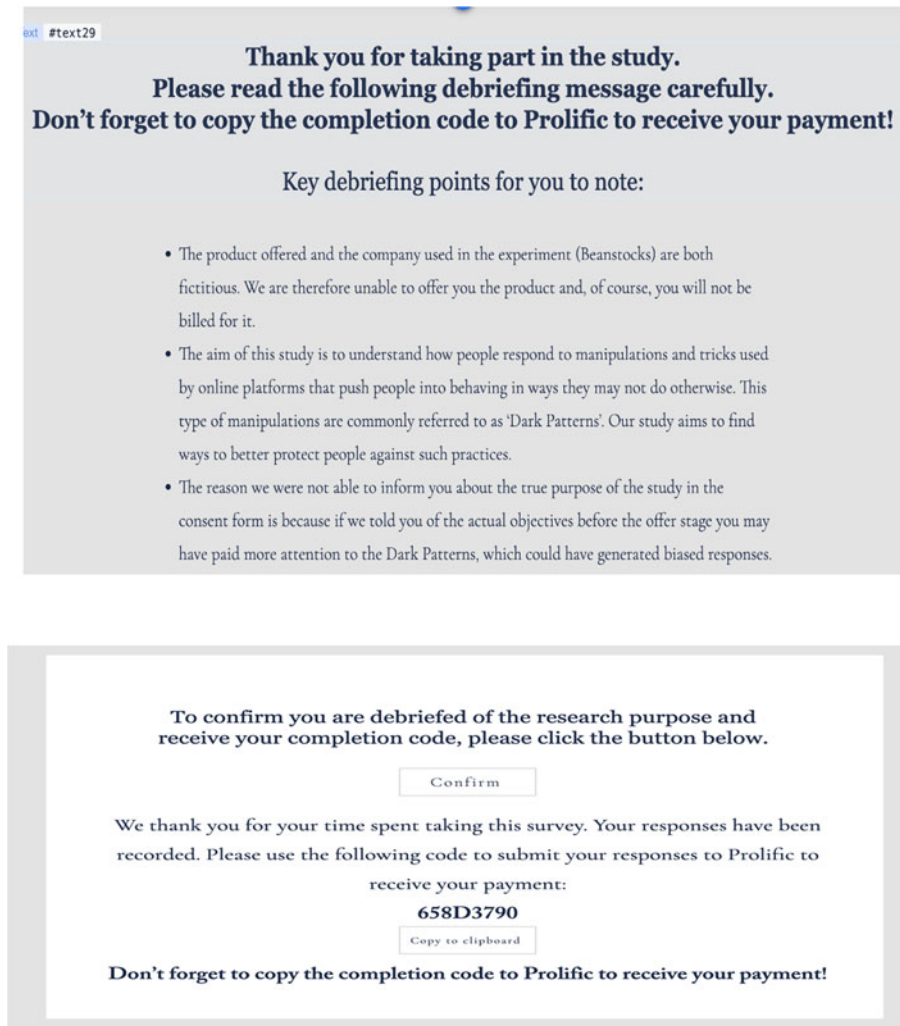 ext #text29
Thank you for taking part in the study.
Please read the following debriefing message carefully.
Don’t forget to copy the completion code to Prolific to receive your payment!
Key debriefing points for you to note:
• The product offered and the company used in the experiment (Beanstocks) are both
fictitious. We are therefore unable to offer you the product and, of course, you will not be
billed for it.
• The aim of this study is to understand how people respond to manipulations and tricks used
by online platforms that push people into behaving in ways they may not do otherwise. This
type of manipulations are commonly referred to as ‘Dark Patterns’. Our study aims to find
ways to better protect people against such practices.
• The reason we were not able to inform you about the true purpose of the study in the
consent form is because if we told you of the actual objectives before the offer stage you may
have paid more attention to the Dark Patterns, which could have generated biased responses.
To confirm you are debriefed of the research purpose and
receive your completion code, please click the button below.
Confirm
We thank you for your time spent taking this survey. Your responses have been
recorded. Please use the following code to submit your responses to Prolific to
receive your payment:
658D3790
Copy to clipboard
Don’t forget to copy the completion code to Prolific to receive your payment!